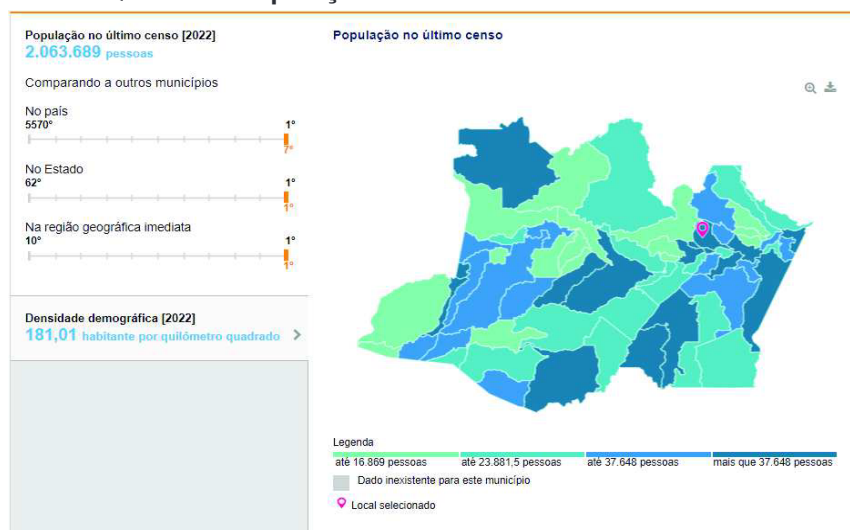 População no último censo [2022]
2.063.689 pessoas
Comparando a outros municípios
No país
5570° 1°
7°
No Estado
62° 1°
1°
Na região geográfica imediata
10° 1°
1°
Densidade demográfica [2022]
181,01 habitante por quilômetro quadrado
População no último censo
Legenda
até 16.869 pessoas até 23.881,5 pessoas até 37.648 pessoas mais que 37.648 pessoas
Dado inexistente para este município
Local selecionado